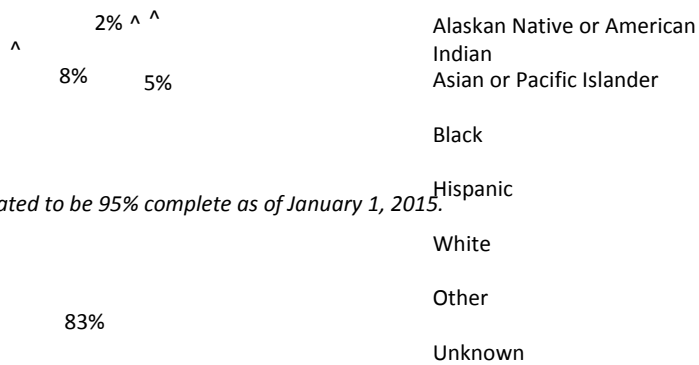 2% ^ ^
^
8% 5%
Alaskan Native or American
Indian
Asian or Pacific Islander
Black
Hispanic
ated to be 95% complete as of January 1, 2015.
White
Other
83%
Unknown